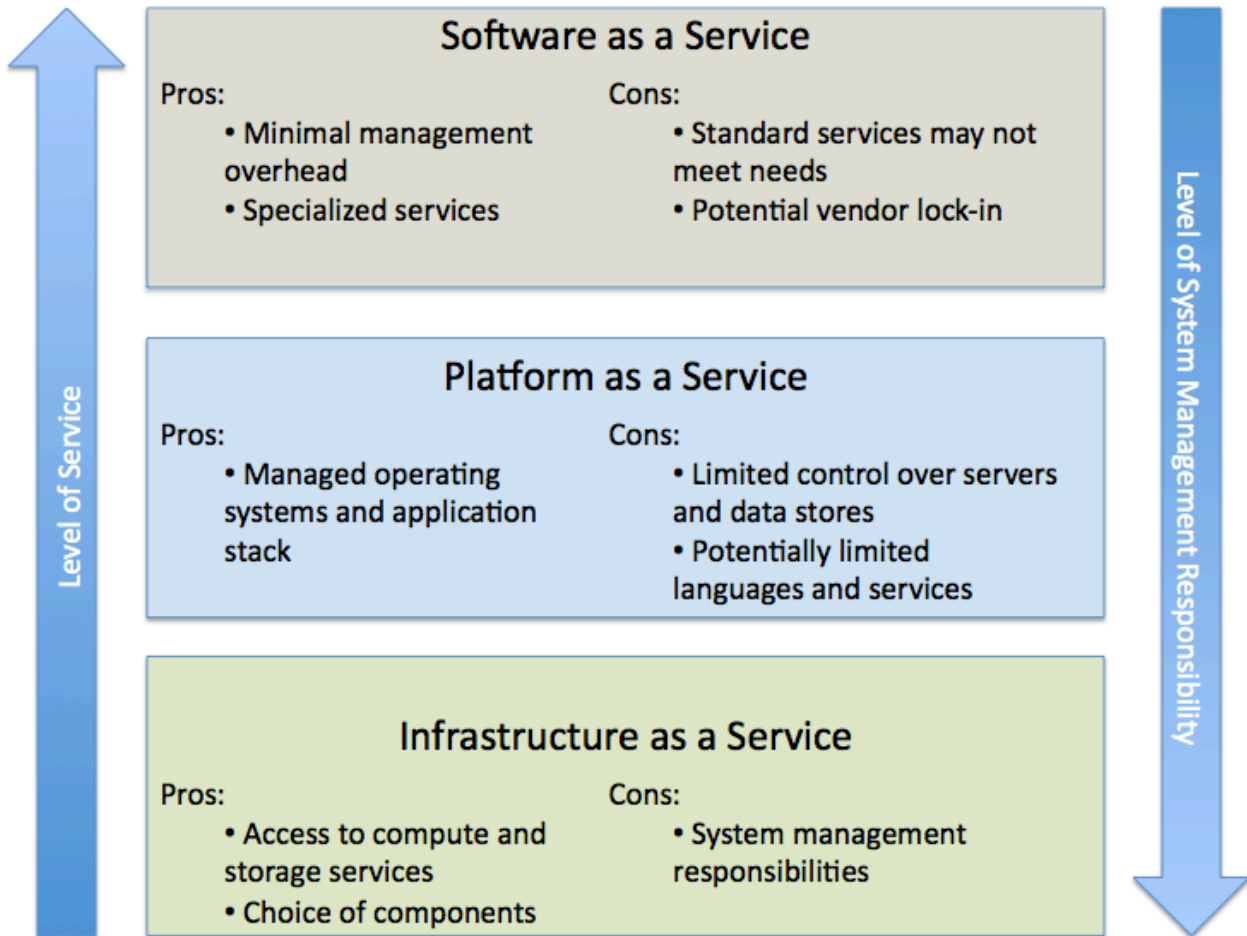 Software as a Service
Pros:
• Minimal management
overhead
• Specialized services
Cons:
• Standard services may not
meet needs
• Potential vendor lock-in
Platform as a Service
Pros:
• Managed operating
systems and application
stack
Cons:
• Limited control over servers
and data stores
• Potentially limited
languages and services
Infrastructure as a Service
Pros:
• Access to compute and
storage services
• Choice of components
Cons:
• System management
responsibilities
Level of Service
Level of System Management Responsibility